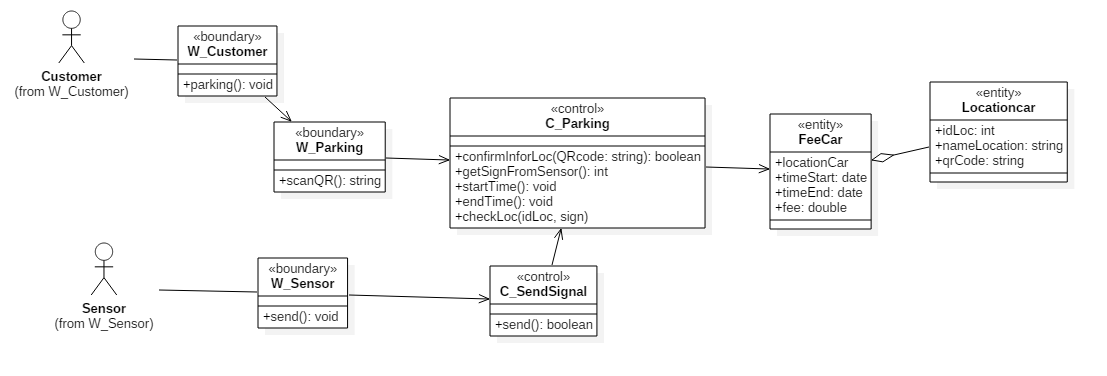 Customer
(from W_Customer)
«boundary»
W_Customer
+parking(): void
«boundary»
W_Parking
+scanQR(): string
«control»
C_Parking
+confirmInforLoc(QRcode: string): boolean
+getSignFromSensor(): int
+startTime(): void
+endTime(): void
+checkLoc(idLoc, sign)
«entity»
FeeCar
+locationCar
+timeStart: date
+timeEnd: date
+fee: double
«entity»
Locationcar
+idLoc: int
+nameLocation: string
+qrCode: string
Sensor
(from W_Sensor)
«boundary»
W_Sensor
+send(): void
«control»
C_SendSignal
+send(): boolean